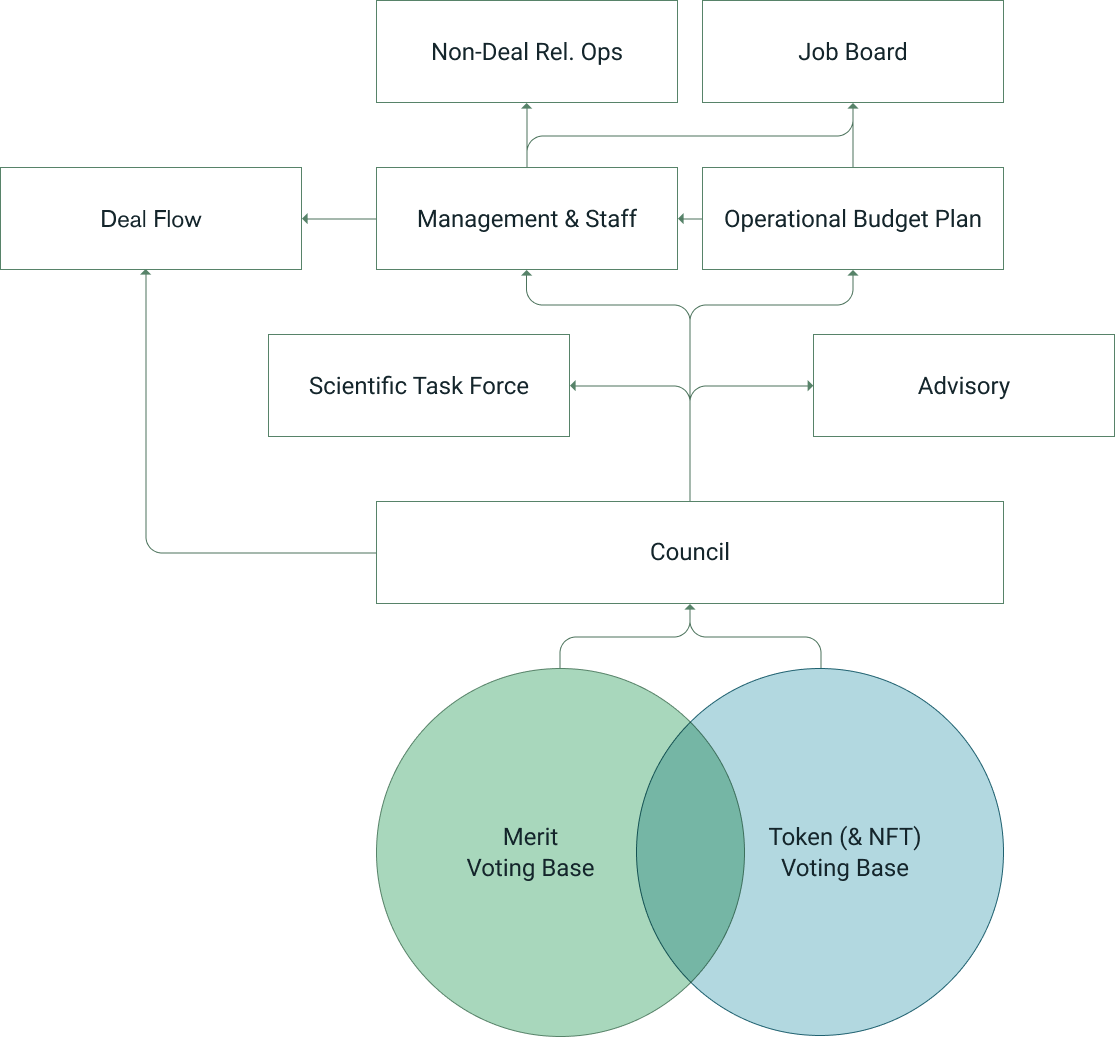 Non-Deal Rel. Ops
Job Board
Deal Flow
Management & Staff
Operational Budget Plan
Scientific Task Force
Advisory
Council
Merit
Voting Base
Token (& NFT)
Voting Base